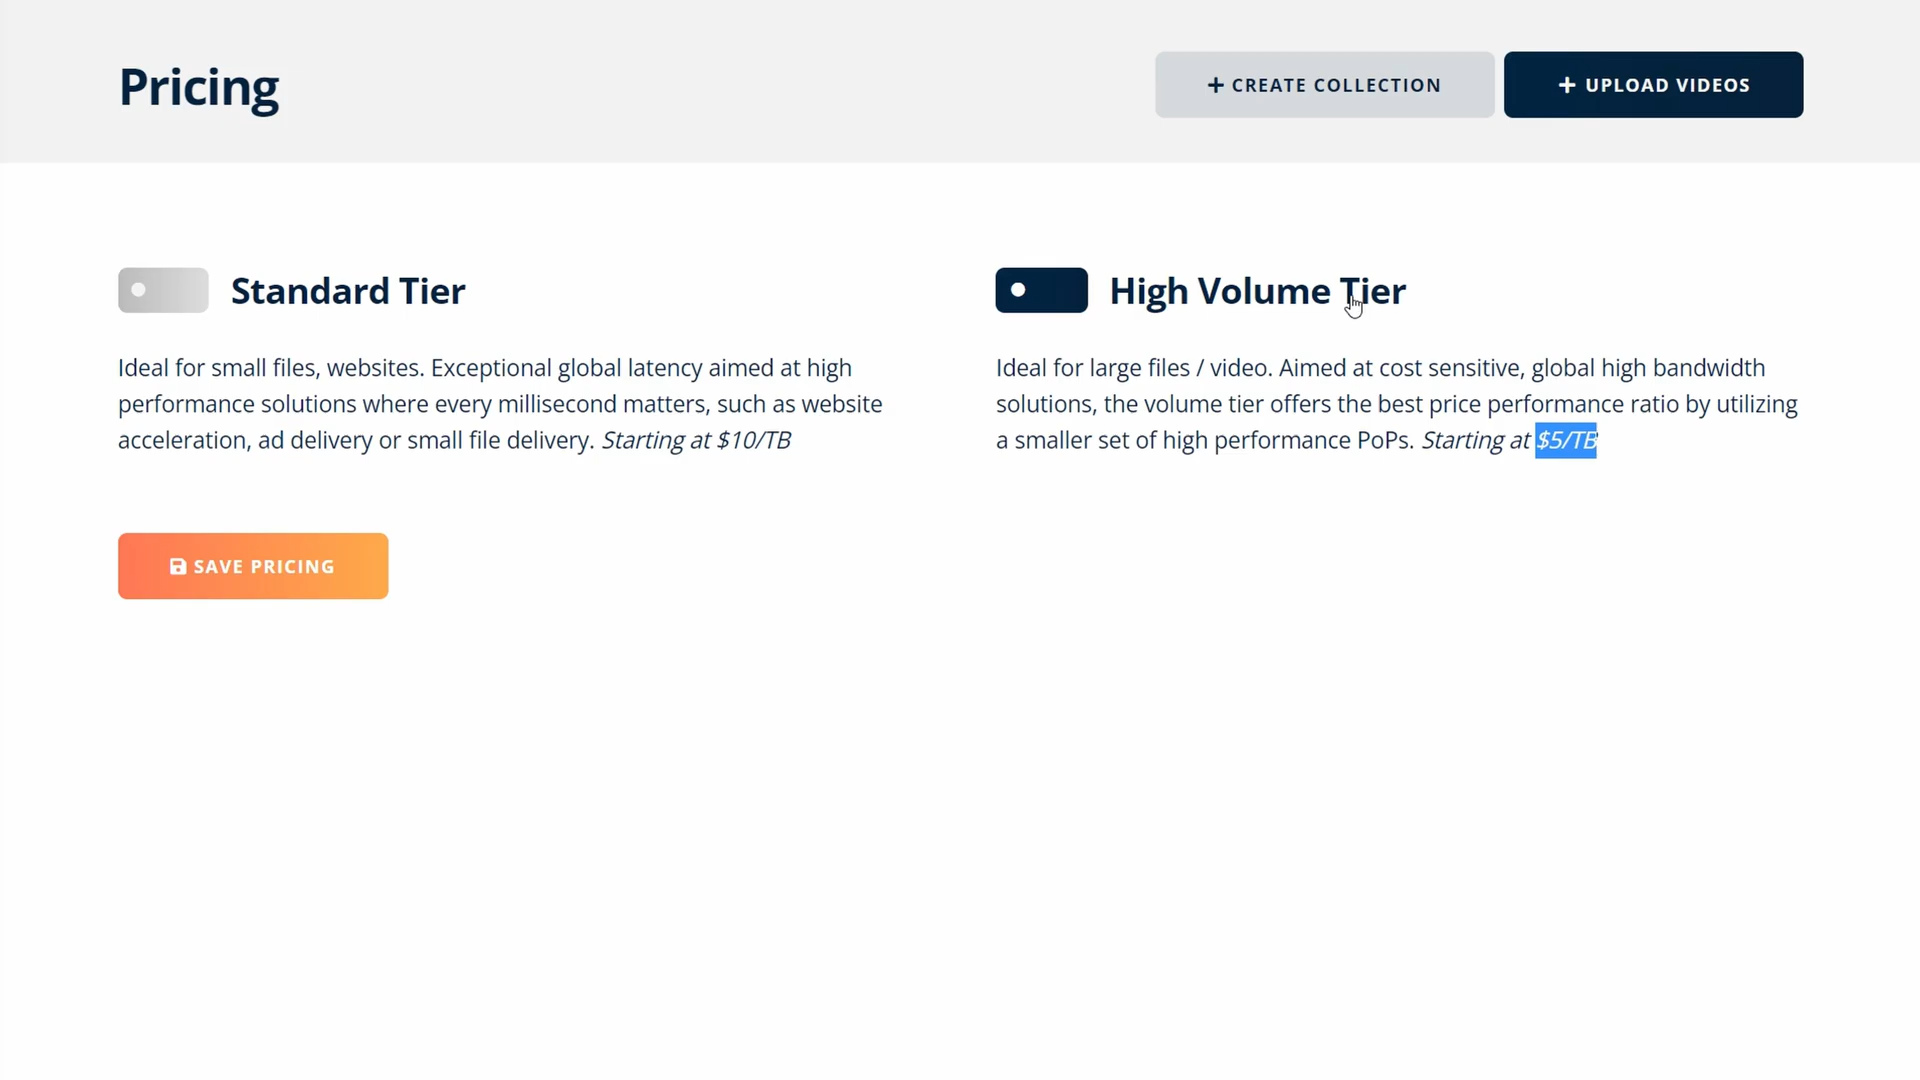 Pricing
CREATE COLLECTION
UPLOAD VIDEOS
Standard Tier
Ideal for small files, websites. Exceptional global latency aimed at high
performance solutions where every millisecond matters, such as website
acceleration, ad delivery or small file delivery. Starting at $10/TB
High Volume Tier
Ideal for large files / video. Aimed at cost sensitive, global high bandwidth
solutions, the volume tier offers the best price performance ratio by utilizing
a smaller set of high performance PoPs. Starting at $5/TB
SAVE PRICING